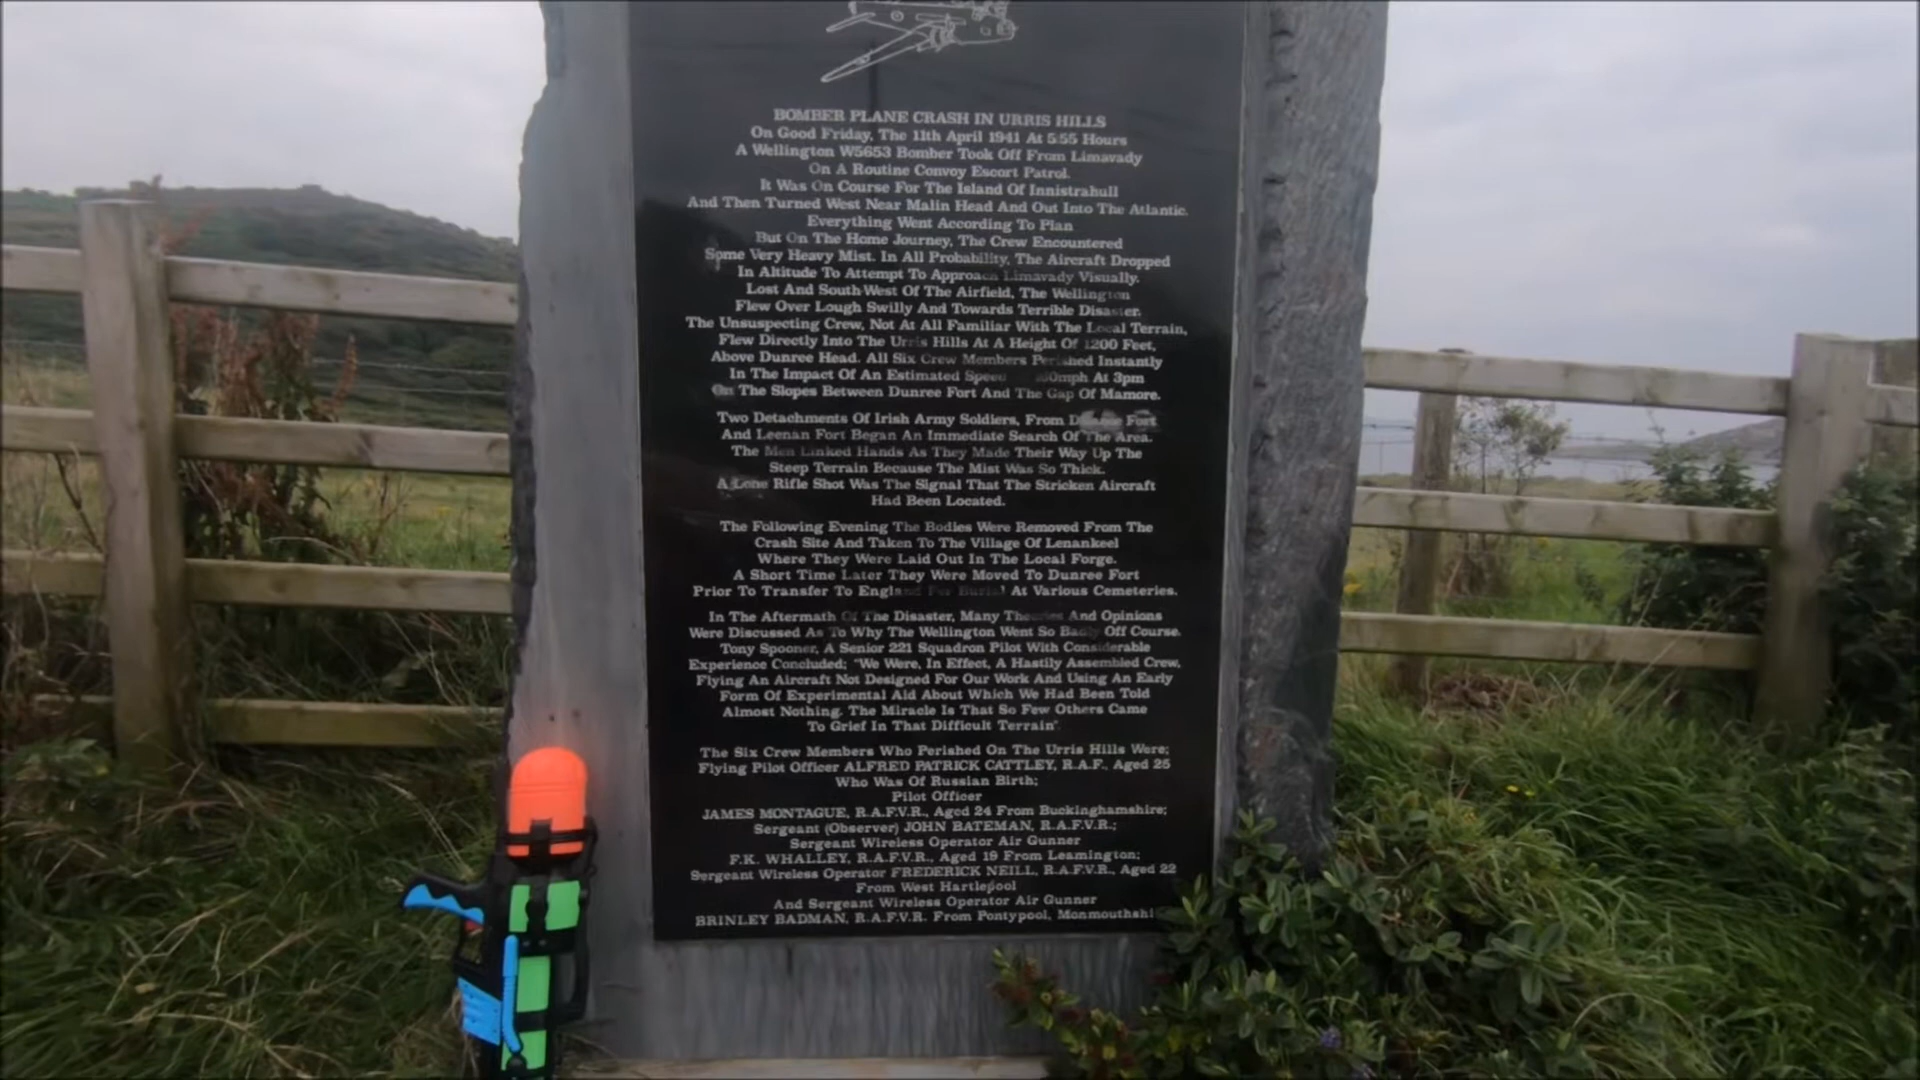 BOMBER PLANE CRASH IN URRIS HILLS
On Good Friday, The 11th April 1941 At 5:55 Hours
A Wellington W5653 Bomber Took Off From Limavady
On A Routine Convoy Escort Patrol.
It Was On Course For The Island Of Innistrahull
And Then Turned West Near Malin Head And Out Into The Atlantic.
Everything Went According To Plan
But On The Home Journey, The Crew Encountered
Some Very Heavy Mist. In All Probability, The Aircraft Dropped
In Altitude To Attempt To Approach Limavady Visually.
Lost And South-West Of The Airfield, The Wellington
Flew Over Lough Swilly And Towards Terrible Disaster.
The Unsuspecting Crew, Not At All Familiar With The Local Terrain,
Flew Directly Into The Urris Hills At A Height Of 1200 Feet,
Above Dunree Head. All Six Crew Members Perished Instantly
In The Impact Of An Estimated Speed At 3pm
On The Slopes Between Dunree Fort And The Gap Of Mamore.
Two Detachments Of Irish Army Soldiers, From Fort
And Leenan Fort Began An Immediate Search Of The Area.
The Men Linked Hands As They Made Their Way Up The
Steep Terrain Because The Mist Was So Thick.
A Lone Rifle Shot Was The Signal That The Stricken Aircraft
Had Been Located.
The Following Evening The Bodies Were Removed From The
Crash Site And Taken To The Village Of Lenankeel
Where They Were Laid Out In The Local Forge.
A Short Time Later They Were Moved To Dunree Fort
Prior To Transfer To England For Burial At Various Cemeteries.
In The Aftermath Of The Disaster, Many Theories And Opinions
Were Discussed As To Why The Wellington Went So Badly Off Course.
Tony Spooner, A Senior 221 Squadron Pilot With Considerable
Experience Concluded; "We Were, In Effect, A Hastily Assembled Crew,
Flying An Aircraft Not Designed For Our Work And Using An Early
Form Of Experimental Aid About Which We Had Been Told
Almost Nothing. The Miracle Is That So Few Others Came
To Grief In That Difficult Terrain".
The Six Crew Members Who Perished On The Urris Hills Were;
Flying Pilot Officer ALFRED PATRICK CATTLEY, R.A.F., Aged 25
Who Was Of Russian Birth;
Pilot Officer
JAMES MONTAGUE, R.A.F.V.R., Aged 24 From Buckinghamshire;
Sergeant (Observer) JOHN BATEMAN, R.A.F.V.R.;
Sergeant Wireless Operator Air Gunner
F.K. WHALLEY, R.A.F.V.R., Aged 19 From Leamington;
Sergeant Wireless Operator FREDERICK NEILL, R.A.F.V.R., Aged 22
From West Hartlepool
And Sergeant Wireless Operator Air Gunner
BRINLEY BADMAN, R.A.F.V.R. From Pontypool,